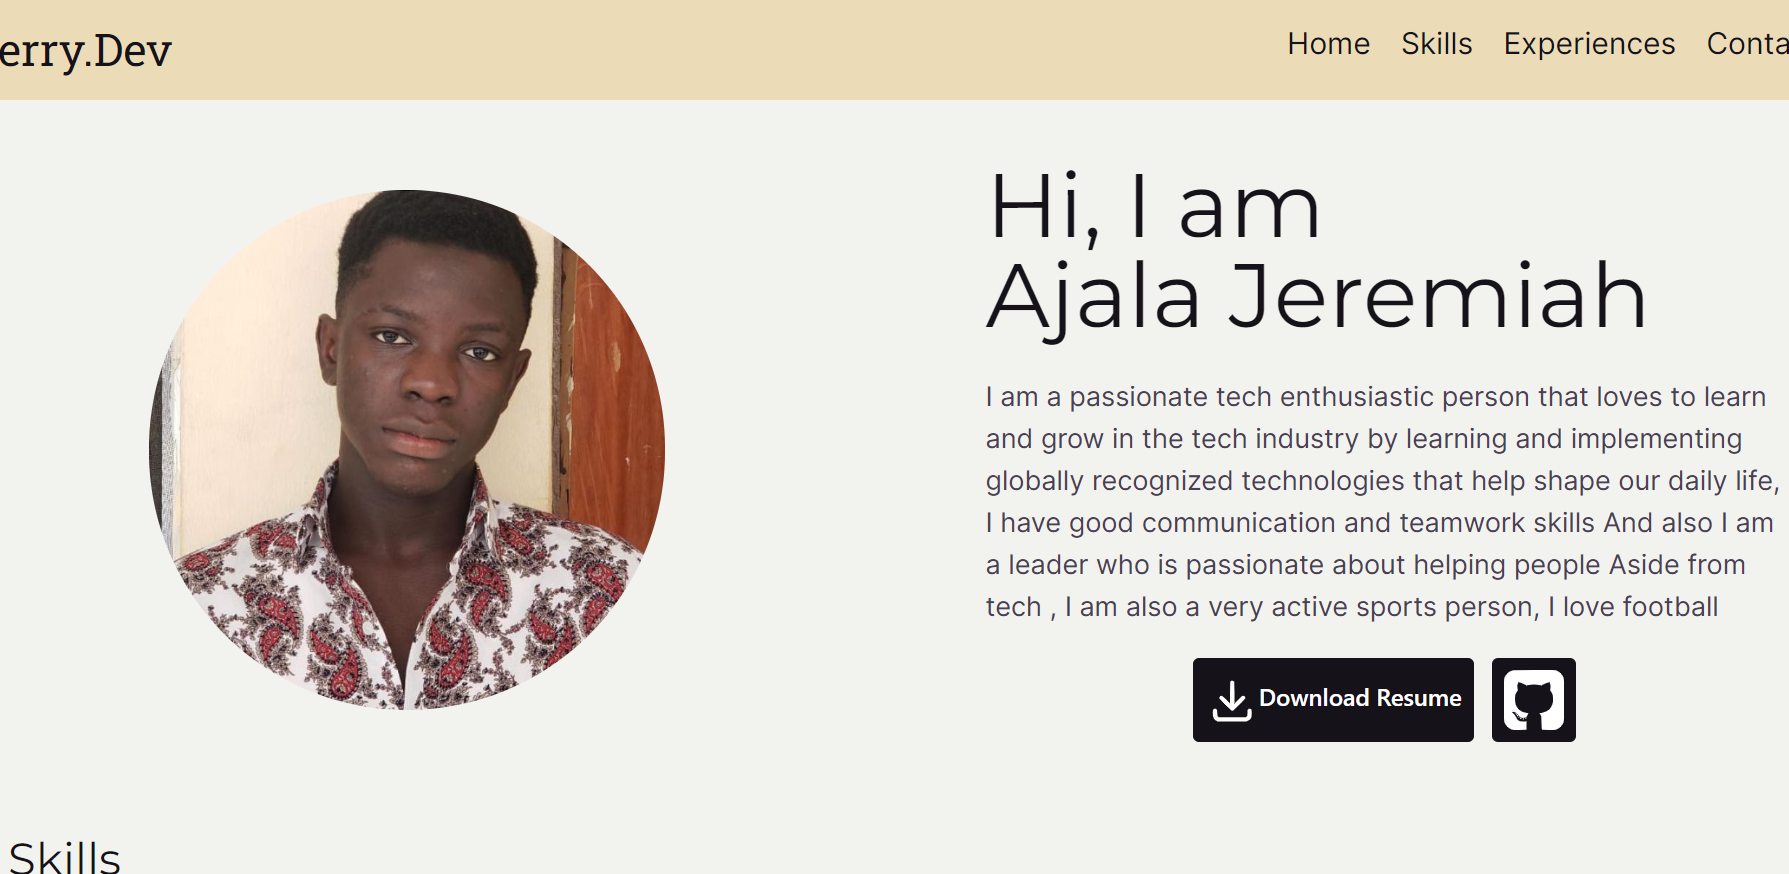 erry.Dev
Home Skills Experiences Conta
Hi, I am
Ajala Jeremiah
I am a passionate tech enthusiastic person that loves to learn
and grow in the tech industry by learning and implementing
globally recognized technologies that help shape our daily life,
I have good communication and teamwork skills And also I am
a leader who is passionate about helping people Aside from
tech , I am also a very active sports person, I love football
Download Resume
Skills